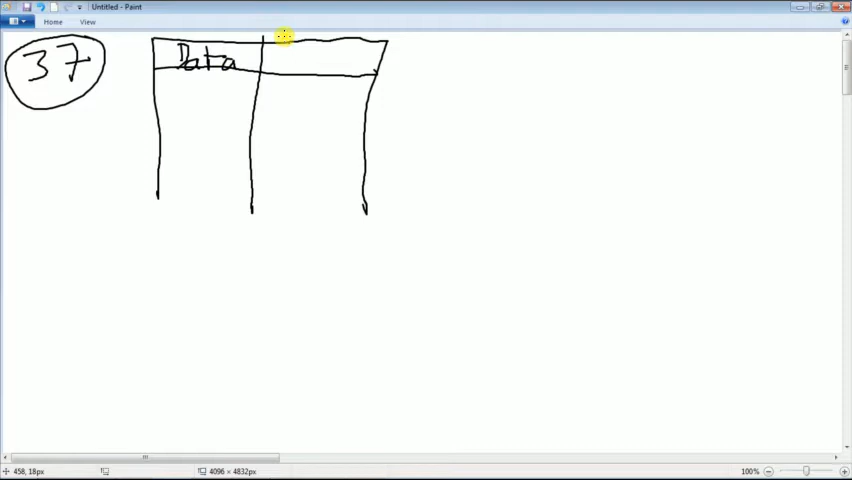 Untitled - Paint
Home View
37
Data
458, 18px 4096 × 4832px 100%